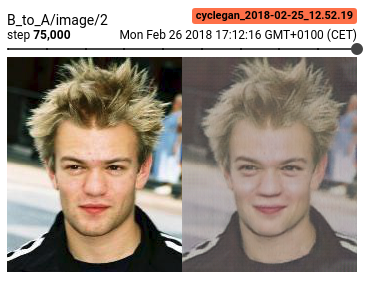 B_to_A/image/2
cyclegan_2018-02-25_12.52.19
step 75,000
Mon Feb 26 2018 17:12:16 GMT+0100 (CET)